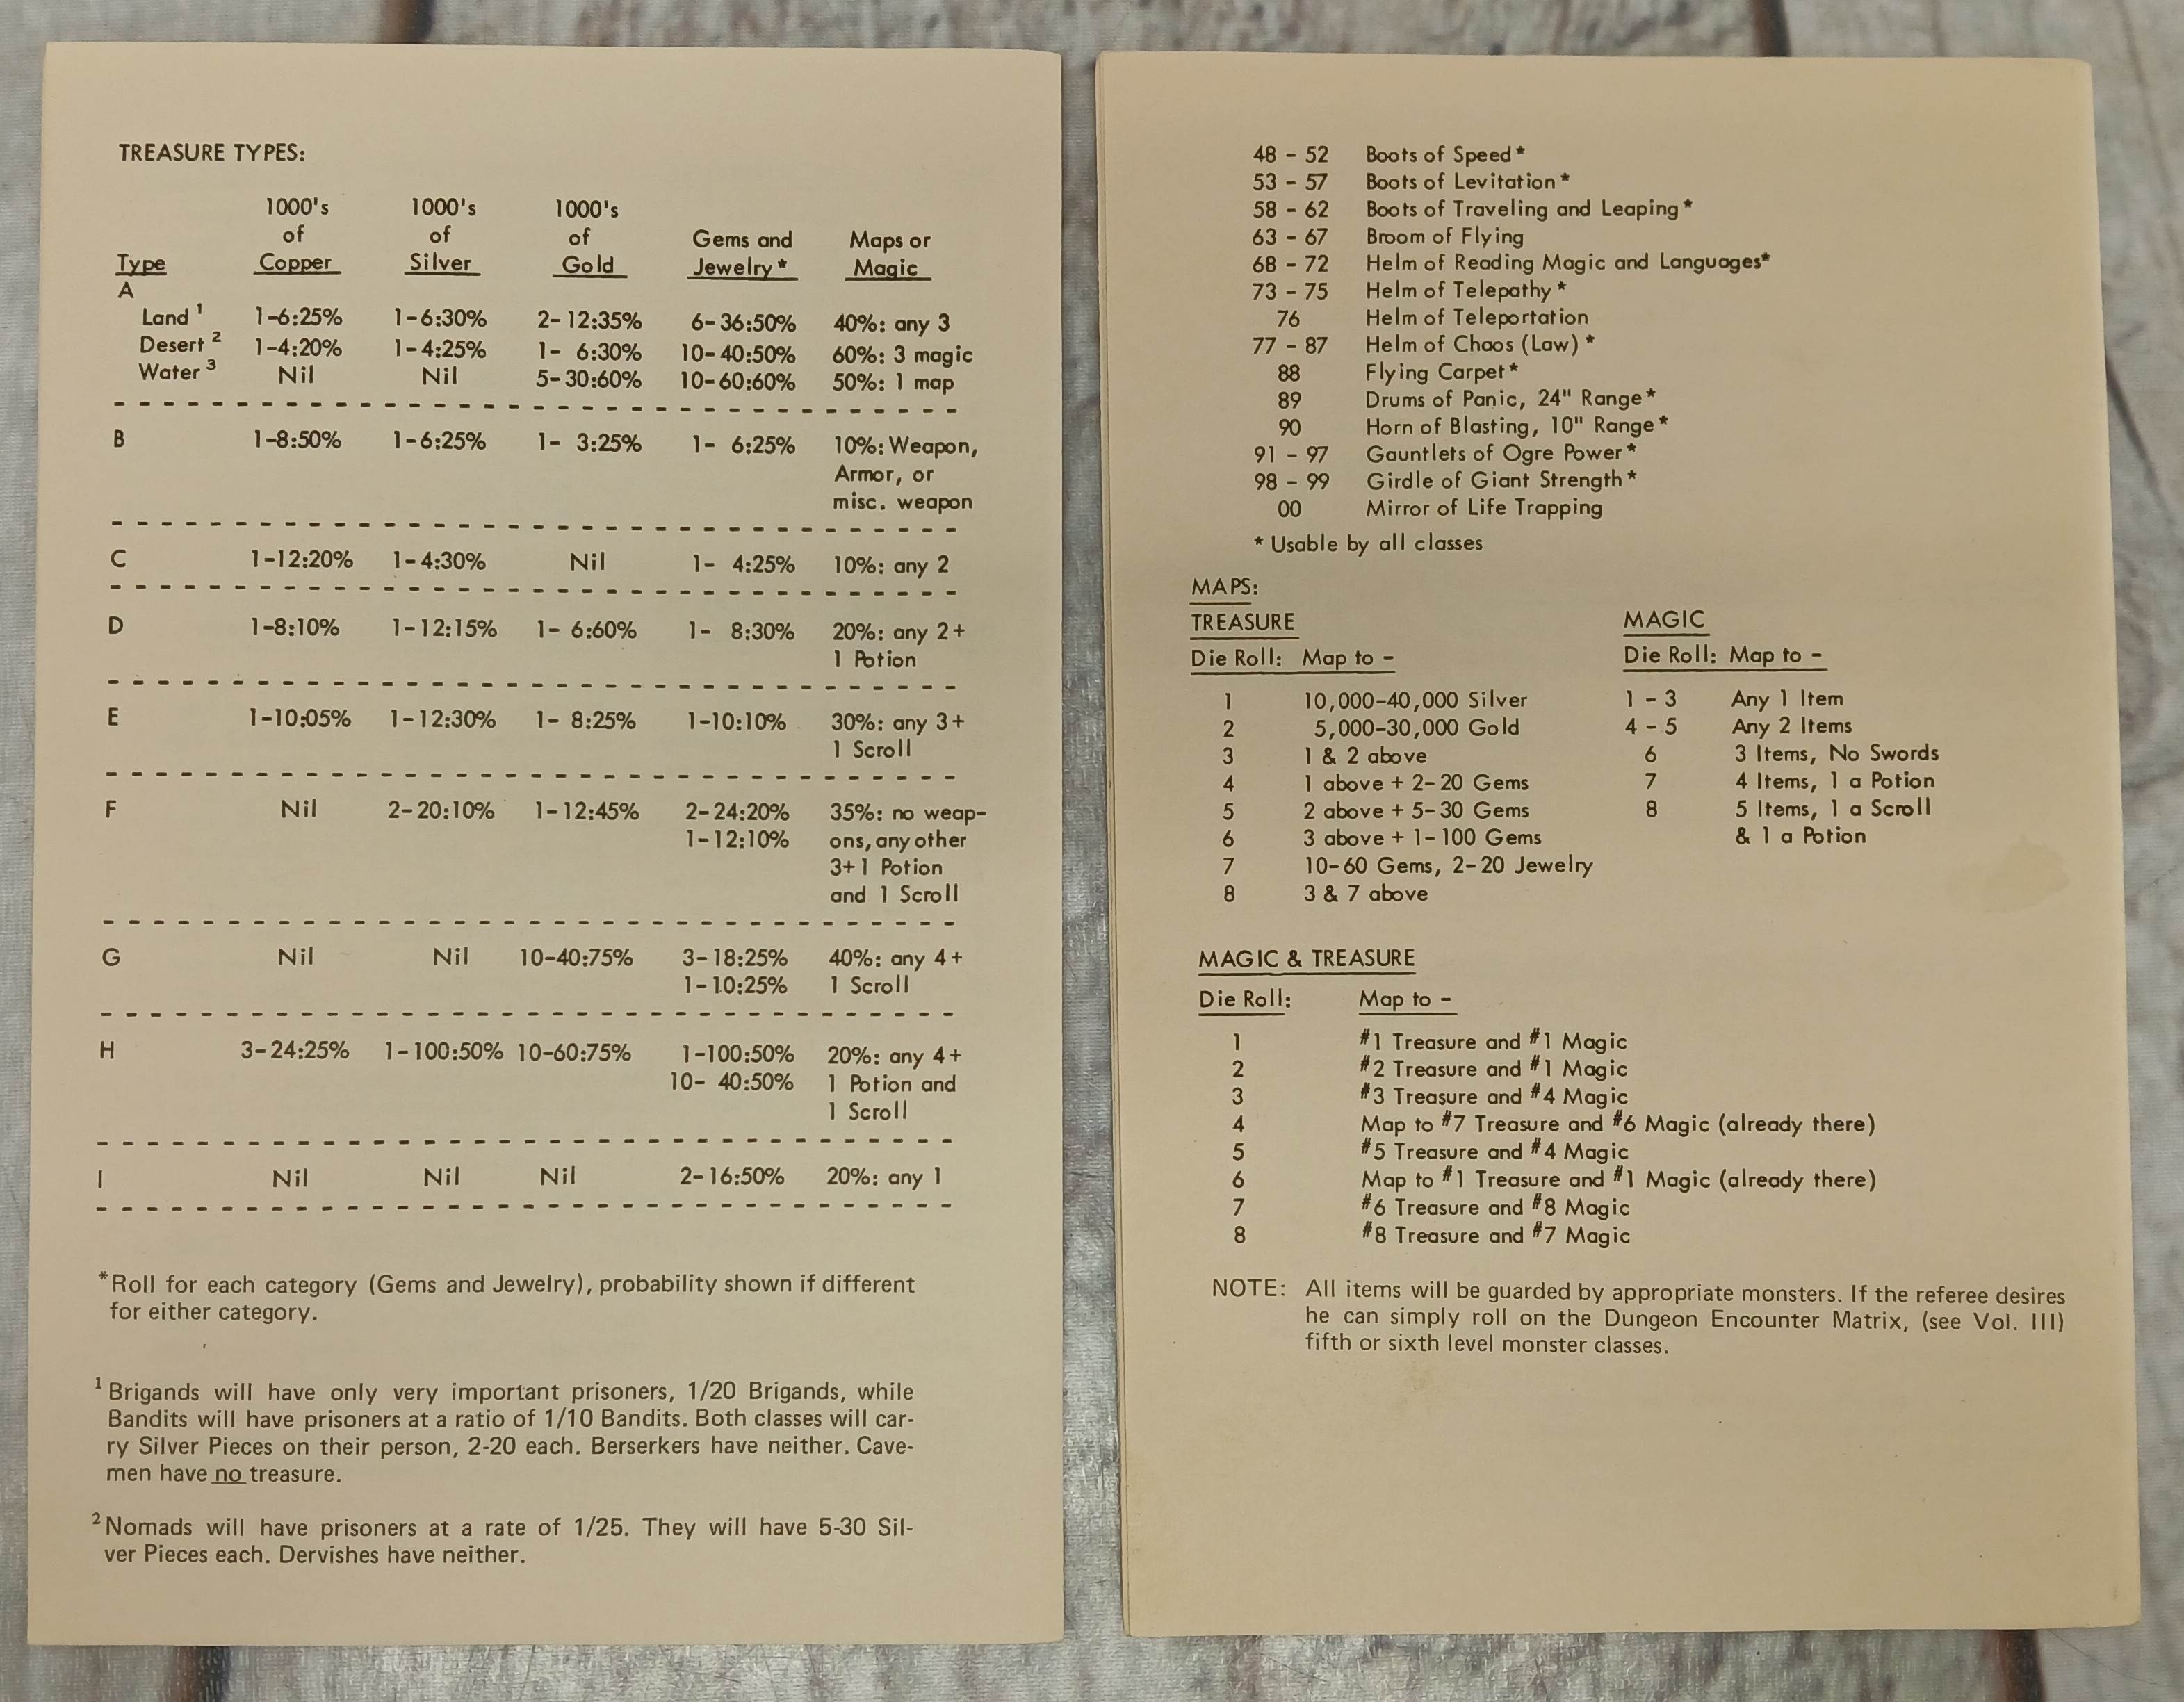 TREASURE TYPES:
1000's 1000's 1000's
of of of Gems and Maps or
Type Copper Silver Gold Jewelry* Magic
A
Land ¹ 1-6:25% 1-6:30% 2-12:35% 6-36:50% 40%: any 3
Desert ² 1-4:20% 1-4:25% 1- 6:30% 10-40:50% 60%: 3 magic
Water ³ Nil Nil 5-30:60% 10-60:60% 50%: 1 map
B 1-8:50% 1-6:25% 1- 3:25% 1- 6:25% 10%: Weapon,
Armor, or
misc. weapon
C 1-12:20% 1-4:30% Nil 1- 4:25% 10%: any 2
D 1-8:10% 1-12:15% 1- 6:60% 1- 8:30% 20%: any 2+
1 Potion
E 1-10:05% 1-12:30% 1- 8:25% 1-10:10% 30%: any 3+
1 Scroll
F Nil 2-20:10% 1-12:45% 2-24:20% 35%: no weap-
1-12:10% ons, any other
3+1 Potion
and 1 Scroll
G Nil Nil 10-40:75% 3-18:25% 40%: any 4+
1-10:25% 1 Scroll
H 3-24:25% 1-100:50% 10-60:75% 1-100:50% 20%: any 4+
10- 40:50% 1 Potion and
1 Scroll
I Nil Nil Nil 2-16:50% 20%: any 1
*Roll for each category (Gems and Jewelry), probability shown if different
for either category.
¹Brigands will have only very important prisoners, 1/20 Brigands, while
Bandits will have prisoners at a ratio of 1/10 Bandits. Both classes will car-
ry Silver Pieces on their person, 2-20 each. Berserkers have neither. Cave-
men have no treasure.
²Nomads will have prisoners at a rate of 1/25. They will have 5-30 Sil-
ver Pieces each. Dervishes have neither.
48 - 52 Boots of Speed*
53 - 57 Boots of Levitation*
58 - 62 Boots of Traveling and Leaping*
63 - 67 Broom of Flying
68 - 72 Helm of Reading Magic and Languages*
73 - 75 Helm of Telepathy*
76 Helm of Teleportation
77 - 87 Helm of Chaos (Law)*
88 Flying Carpet*
89 Drums of Panic, 24" Range*
90 Horn of Blasting, 10" Range*
91 - 97 Gauntlets of Ogre Power*
98 - 99 Girdle of Giant Strength*
00 Mirror of Life Trapping
* Usable by all classes
MAPS:
TREASURE MAGIC
Die Roll: Map to - Die Roll: Map to -
1 10,000-40,000 Silver 1 - 3 Any 1 Item
2 5,000-30,000 Gold 4 - 5 Any 2 Items
3 1 & 2 above 6 3 Items, No Swords
4 1 above + 2-20 Gems 7 4 Items, 1 a Potion
5 2 above + 5-30 Gems 8 5 Items, 1 a Scroll
6 3 above + 1-100 Gems & 1 a Potion
7 10-60 Gems, 2-20 Jewelry
8 3 & 7 above
MAGIC & TREASURE
Die Roll: Map to -
1 #1 Treasure and #1 Magic
2 #2 Treasure and #1 Magic
3 #3 Treasure and #4 Magic
4 Map to #7 Treasure and #6 Magic (already there)
5 #5 Treasure and #4 Magic
6 Map to #1 Treasure and #1 Magic (already there)
7 #6 Treasure and #8 Magic
8 #8 Treasure and #7 Magic
NOTE: All items will be guarded by appropriate monsters. If the referee desires
he can simply roll on the Dungeon Encounter Matrix, (see Vol. III)
fifth or sixth level monster classes.